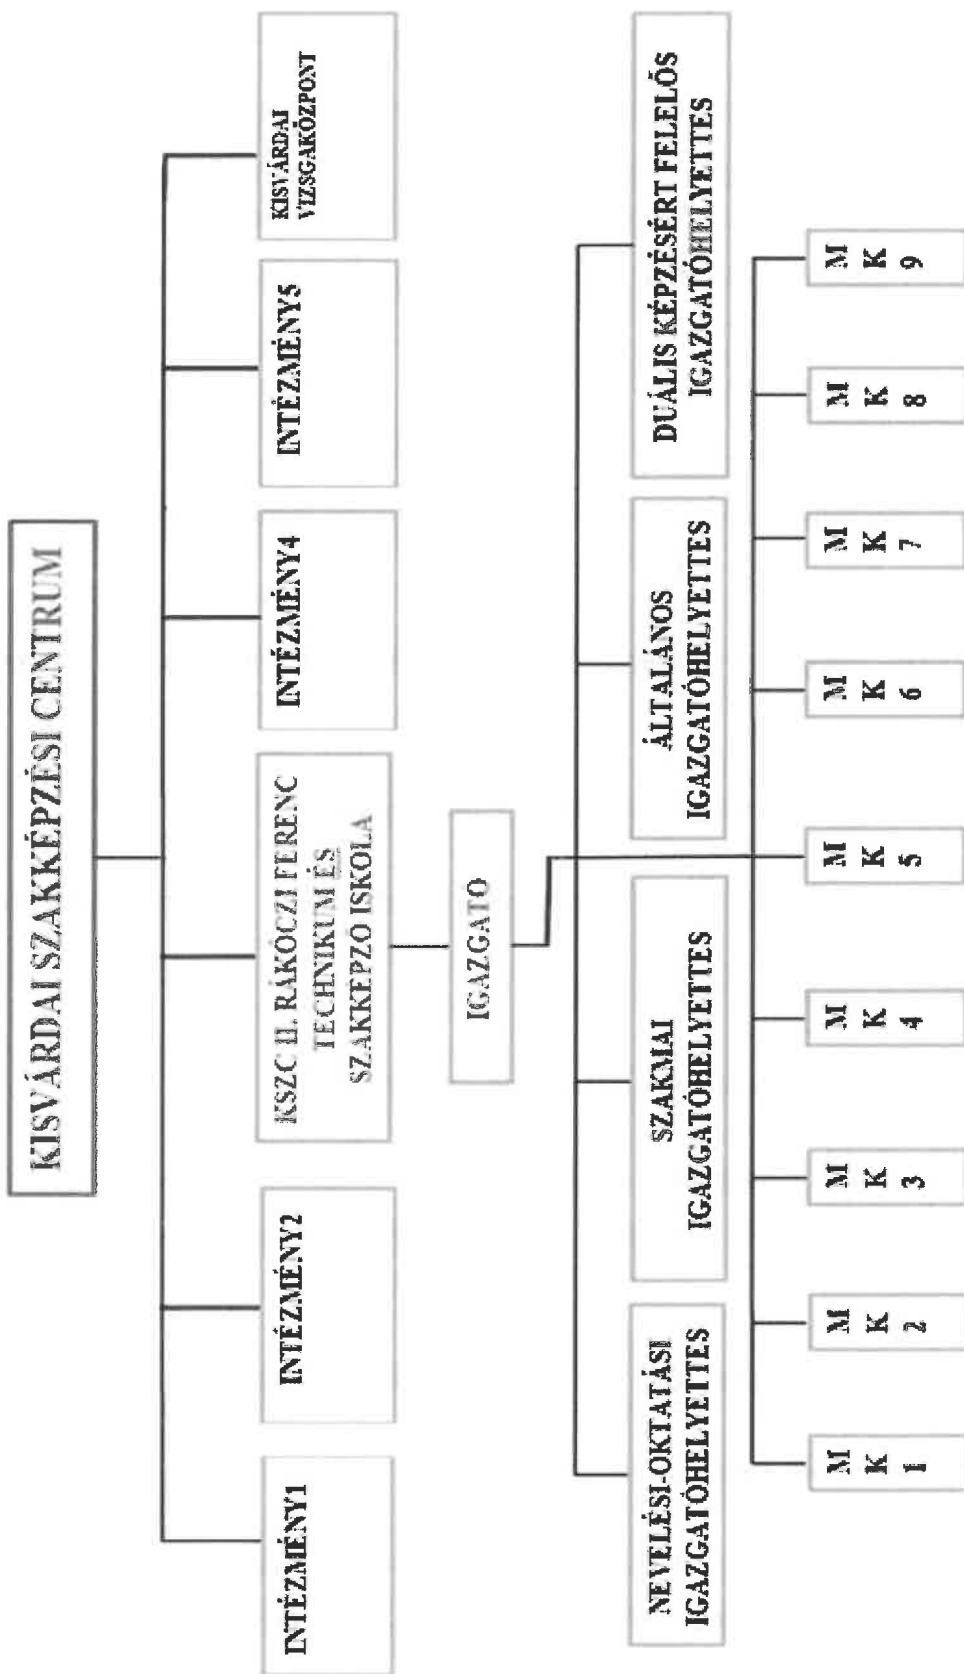 KISVÁRDAI SZAKKÉPZÉSI CENTRUM
INTÉZMÉNY1
INTÉZMÉNY2
KSZC II. RÁKÓCZI FERENC
TECHNIKUM ÉS
SZAKKÉPZŐ ISKOLA
INTÉZMÉNY4
INTÉZMÉNY5
KISVÁRDAI
VIZSGAKÖZPONT
IGAZGATÓ
NEVELÉSI-OKTATÁSI
IGAZGATÓHELYETTES
SZAKMAI
IGAZGATÓHELYETTES
ÁLTALÁNOS
IGAZGATÓHELYETTES
DUÁLIS KÉPZÉSÉRT FELELŐS
IGAZGATÓHELYETTES
M
K
1
M
K
2
M
K
3
M
K
4
M
K
5
M
K
6
M
K
7
M
K
8
M
K
9